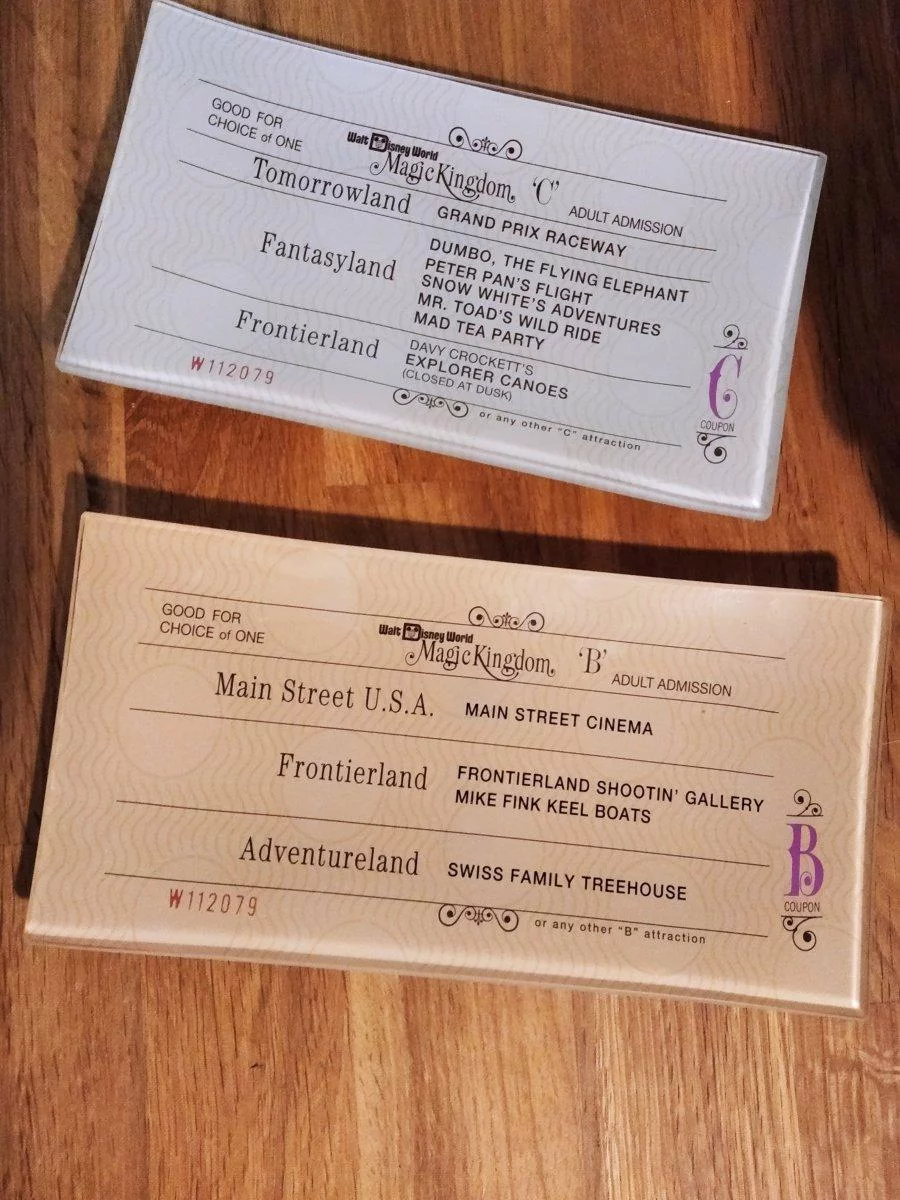 GOOD FOR
CHOICE of ONE
Walt Disney World
Magic Kingdom
'C'
ADULT ADMISSION
Tomorrowland
GRAND PRIX RACEWAY
Fantasyland
DUMBO, THE FLYING ELEPHANT
PETER PAN'S FLIGHT
SNOW WHITE'S ADVENTURES
MR. TOAD'S WILD RIDE
MAD TEA PARTY
Frontierland
DAVY CROCKETT'S
EXPLORER CANOES
(CLOSED AT DUSK)
W112079
or any other "C" attraction
C
COUPON
GOOD FOR
CHOICE of ONE
Walt Disney World
Magic Kingdom
'B'
ADULT ADMISSION
Main Street U.S.A.
MAIN STREET CINEMA
Frontierland
FRONTIERLAND SHOOTIN' GALLERY
MIKE FINK KEEL BOATS
Adventureland
SWISS FAMILY TREEHOUSE
W112079
or any other "B" attraction
B
COUPON